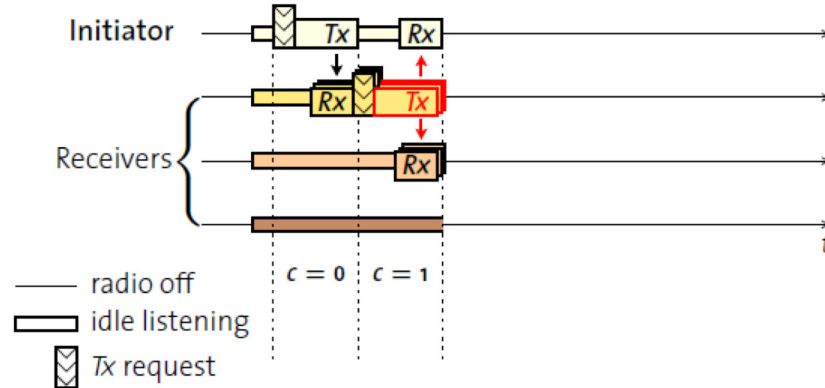 Initiator
Tx
Rx
Rx
Tx
Receivers
Rx
t
c = 0
c = 1
radio off
idle listening
Tx request